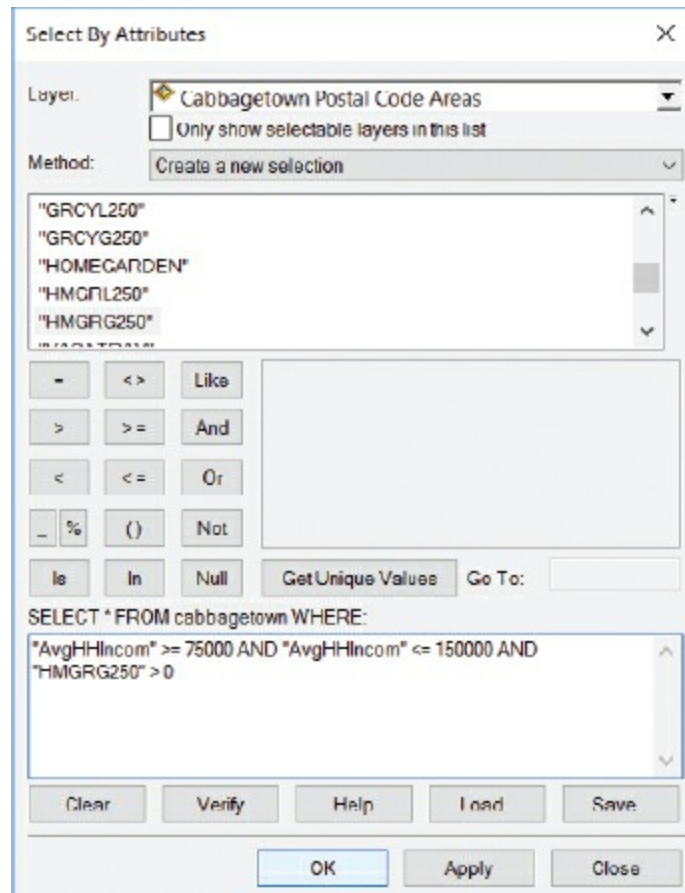 Select By Attributes
Layer:
Cabbagetown Postal Code Areas
Only show selectable layers in this list
Method:
Create a new selection
"GRCYL250"
"GRCYG250"
"HOMEGARDEN"
"HMGRL250"
"HMGRG250"
= <> Like
> >= And
< <= Or
_ % () Not
Is In Null Get Unique Values Go To:
SELECT * FROM cabbagetown WHERE:
"AvgHHIncom" >= 75000 AND "AvgHHIncom" <= 150000 AND
"HMGRG250" > 0
Clear Verify Help Load Save
OK Apply Close